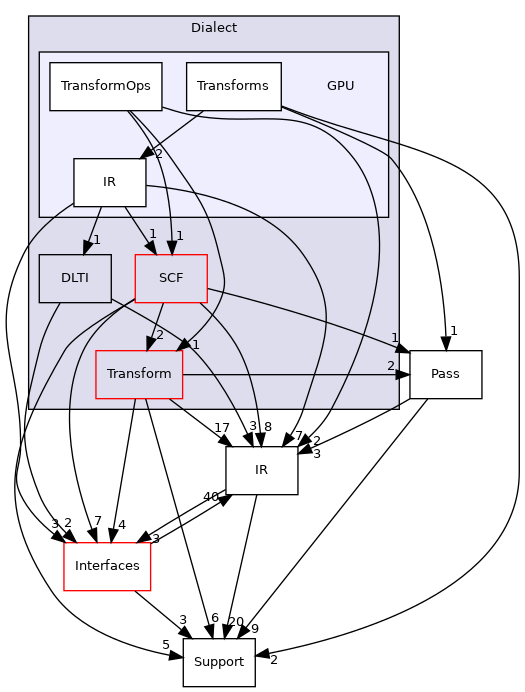 Dialect
TransformOps
Transforms
GPU
2
IR
1
1
1
DLTI
SCF
2
1
1
1
Transform
2
Pass
17
3
8
7
2
3
IR
40
3
2
7
4
3
Interfaces
3
6
20
9
5
2
Support